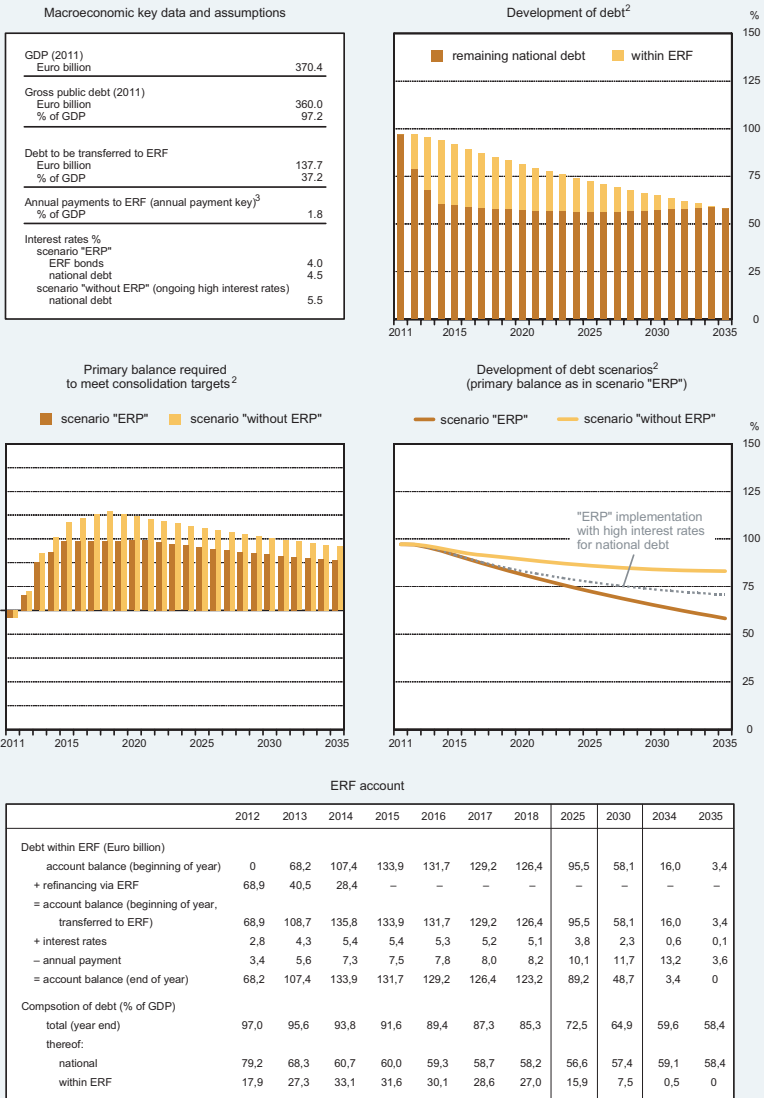 Macroeconomic key data and assumptions
GDP (2011)
Euro billion 370.4
Gross public debt (2011)
Euro billion 360.0
% of GDP 97.2
Debt to be transferred to ERF
Euro billion 137.7
% of GDP 37.2
Annual payments to ERF (annual payment key)3
% of GDP 1.8
Interest rates %
scenario "ERP"
ERF bonds 4.0
national debt 4.5
scenario "without ERP" (ongoing high interest rates)
national debt 5.5
Development of debt2
%
remaining national debt within ERF
150
125
100
75
50
25
0
2011 2015 2020 2025 2030 2035
Primary balance required
to meet consolidation targets2
scenario "ERP" scenario "without ERP"
2011 2015 2020 2025 2030 2035
Development of debt scenarios2
(primary balance as in scenario "ERP")
scenario "ERP" scenario "without ERP"
%
150
125
100
75
50
25
0
"ERP" implementation
with high interest rates
for national debt
2011 2015 2020 2025 2030 2035
ERF account
2012 2013 2014 2015 2016 2017 2018 2025 2030 2034 2035
Debt within ERF (Euro billion)
account balance (beginning of year) 0 68,2 107,4 133,9 131,7 129,2 126,4 95,5 58,1 16,0 3,4
+ refinancing via ERF 68,9 40,5 28,4 – – – – – – – –
= account balance (beginning of year,
transferred to ERF) 68,9 108,7 135,8 133,9 131,7 129,2 126,4 95,5 58,1 16,0 3,4
+ interest rates 2,8 4,3 5,4 5,4 5,3 5,2 5,1 3,8 2,3 0,6 0,1
– annual payment 3,4 5,6 7,3 7,5 7,8 8,0 8,2 10,1 11,7 13,2 3,6
= account balance (end of year) 68,2 107,4 133,9 131,7 129,2 126,4 123,2 89,2 48,7 3,4 0
Compsotion of debt (% of GDP)
total (year end) 97,0 95,6 93,8 91,6 89,4 87,3 85,3 72,5 64,9 59,6 58,4
thereof:
national 79,2 68,3 60,7 60,0 59,3 58,7 58,2 56,6 57,4 59,1 58,4
within ERF 17,9 27,3 33,1 31,6 30,1 28,6 27,0 15,9 7,5 0,5 0